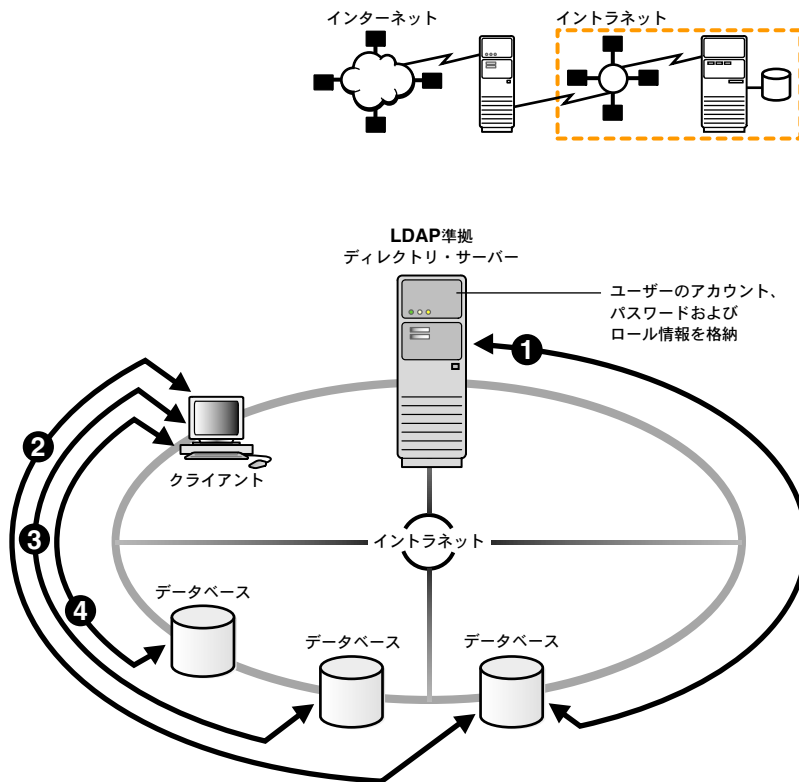 インターネット
イントラネット
LDAP準拠
ディレクトリ・サーバー
ユーザーのアカウント、
パスワードおよび
ロール情報を格納
1
2
クライアント
3
イントラネット
データベース
4
データベース
データベース